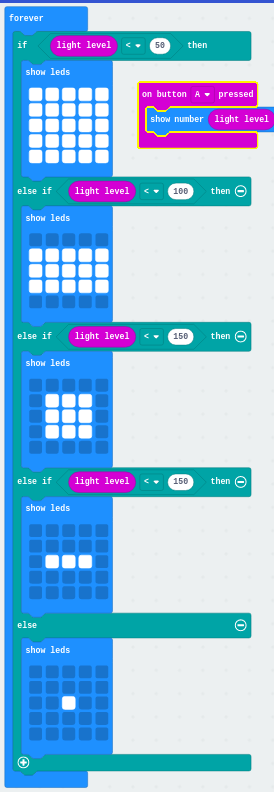 forever
if light level < 50 then
show leds
on button A pressed
show number light level
else if light level < 100 then
show leds
else if light level < 150 then
show leds
else if light level < 150 then
show leds
else
show leds